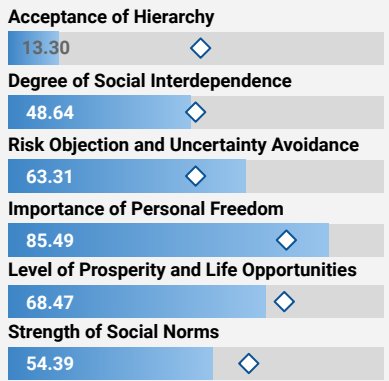 Acceptance of Hierarchy
13.30
Degree of Social Interdependence
48.64
Risk Objection and Uncertainty Avoidance
63.31
Importance of Personal Freedom
85.49
Level of Prosperity and Life Opportunities
68.47
Strength of Social Norms
54.39